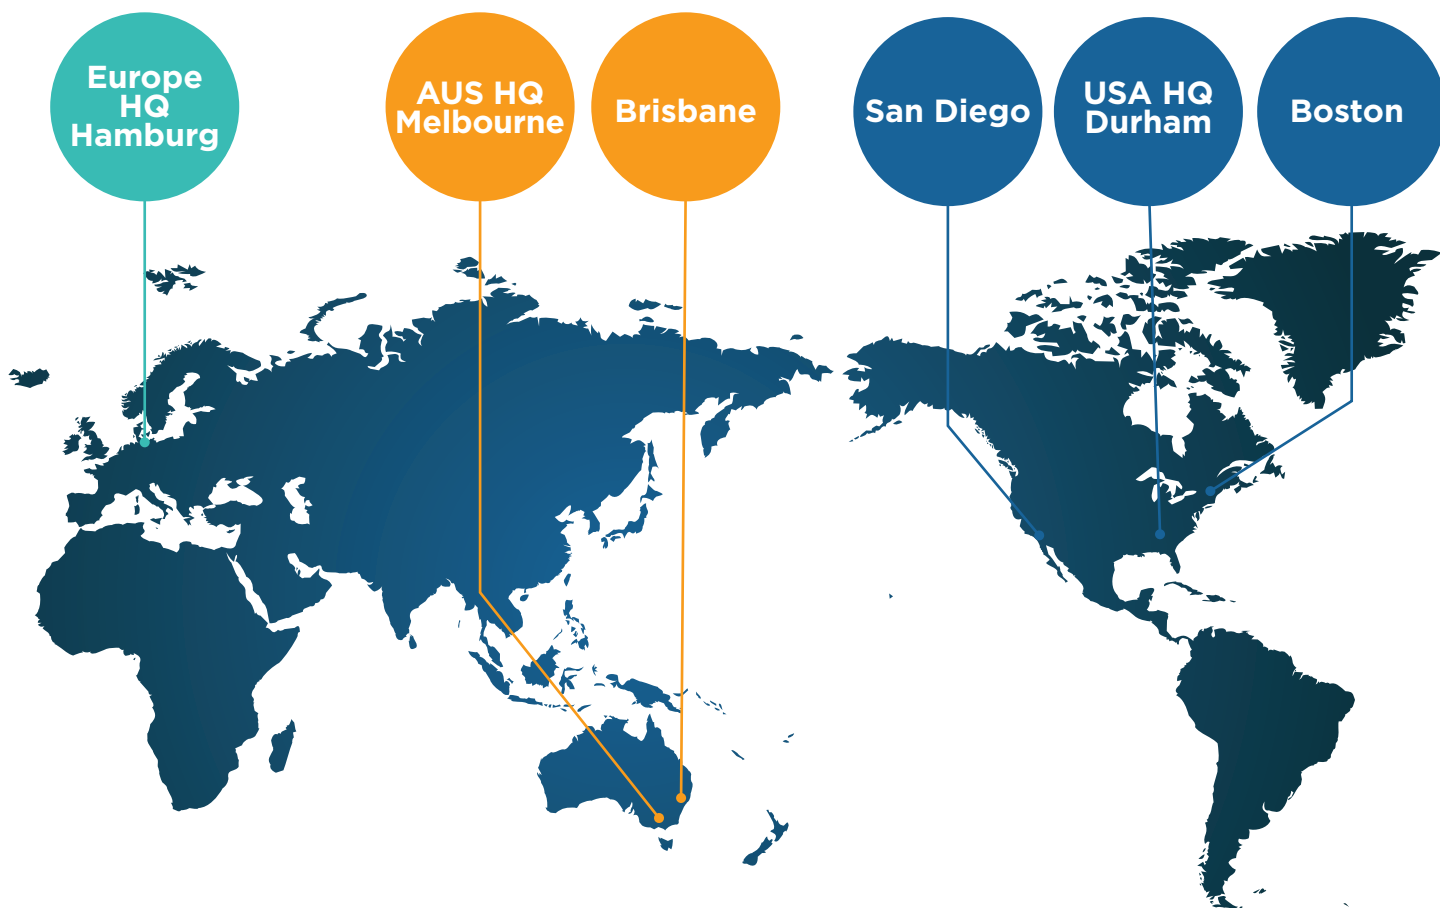 Europe
HQ
Hamburg
AUS HQ
Melbourne
Brisbane
San Diego
USA HQ
Durham
Boston